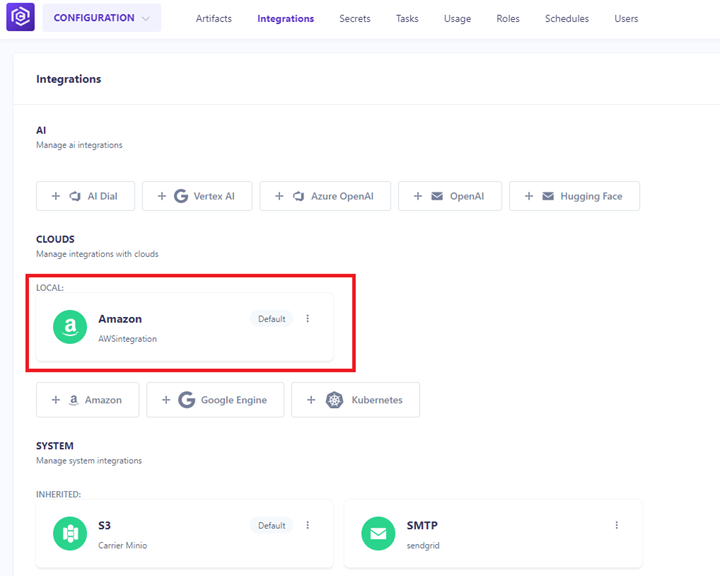 CONFIGURATION Artifacts Integrations Secrets Tasks Usage Roles Schedules Users
Integrations
AI
Manage ai integrations
+ AI Dial + Vertex AI + Azure OpenAI + OpenAI + Hugging Face
CLOUDS
Manage integrations with clouds
LOCAL:
Amazon Default
AWSintegration
+ Amazon + Google Engine + Kubernetes
SYSTEM
Manage system integrations
INHERITED:
S3 Default SMTP
Carrier Minio sendgrid